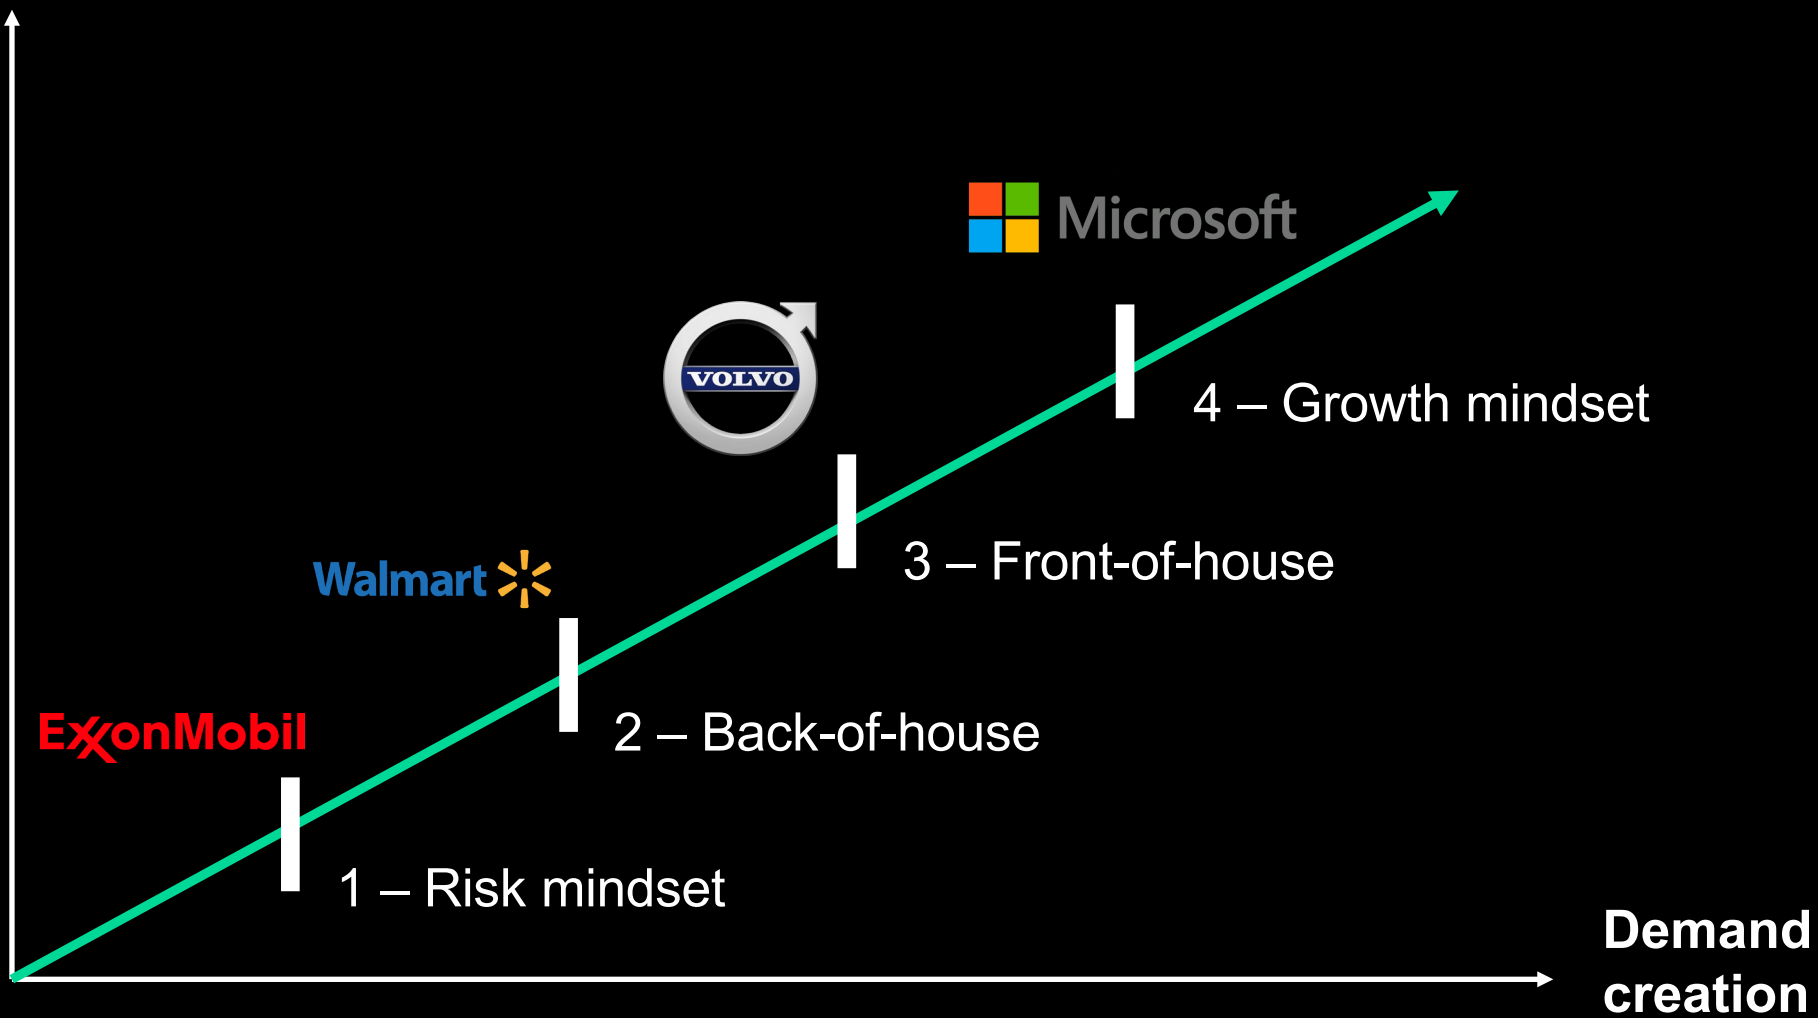 Microsoft
VOLVO
4 – Growth mindset
3 – Front-of-house
Walmart
2 – Back-of-house
ExxonMobil
1 – Risk mindset
Demand
creation